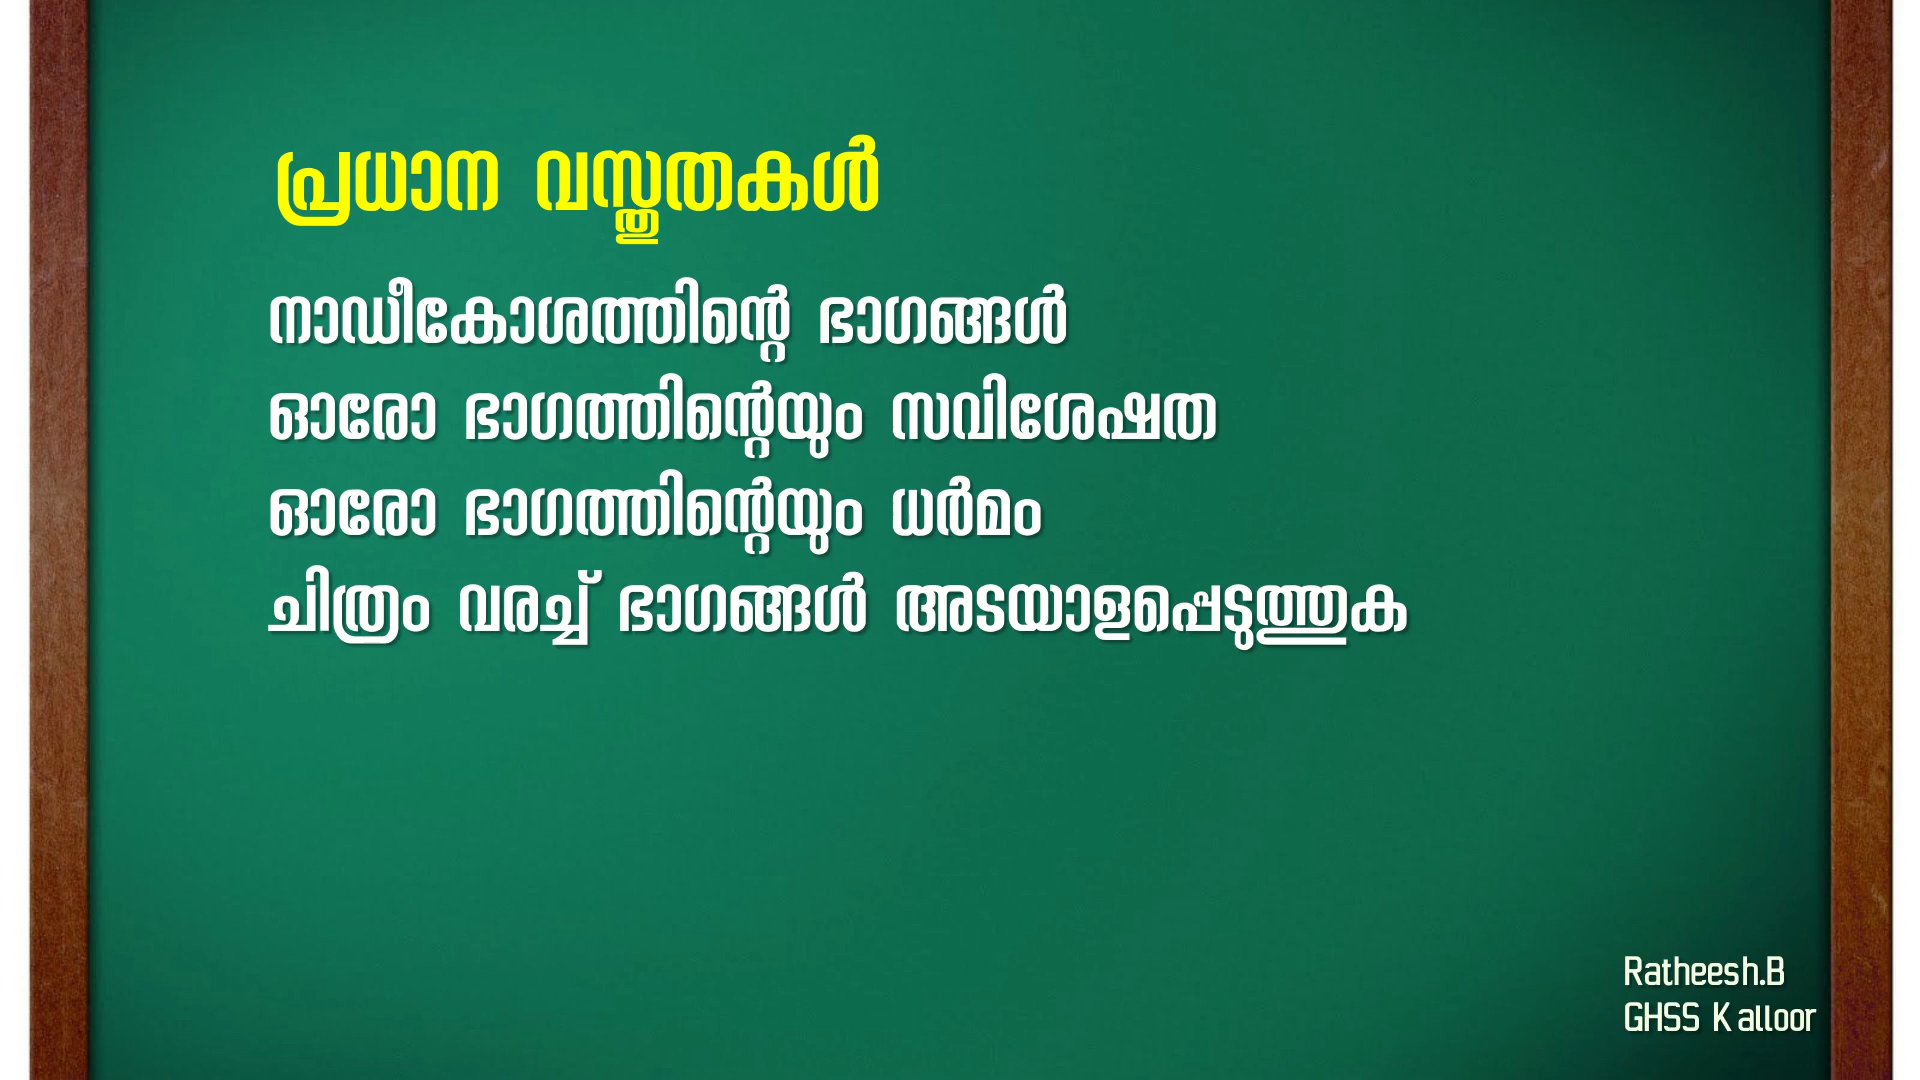 പ്രധാന വസ്തുതകൾ
നാഡീകോശത്തിന്റെ ഭാഗങ്ങൾ
ഓരോ ഭാഗത്തിന്റെയും സവിശേഷത
ഓരോ ഭാഗത്തിന്റെയും ധർമം
ചിത്രം വരച്ച് ഭാഗങ്ങൾ അടയാളപ്പെടുത്തുക
Ratheesh.B
GHSS Kalloor